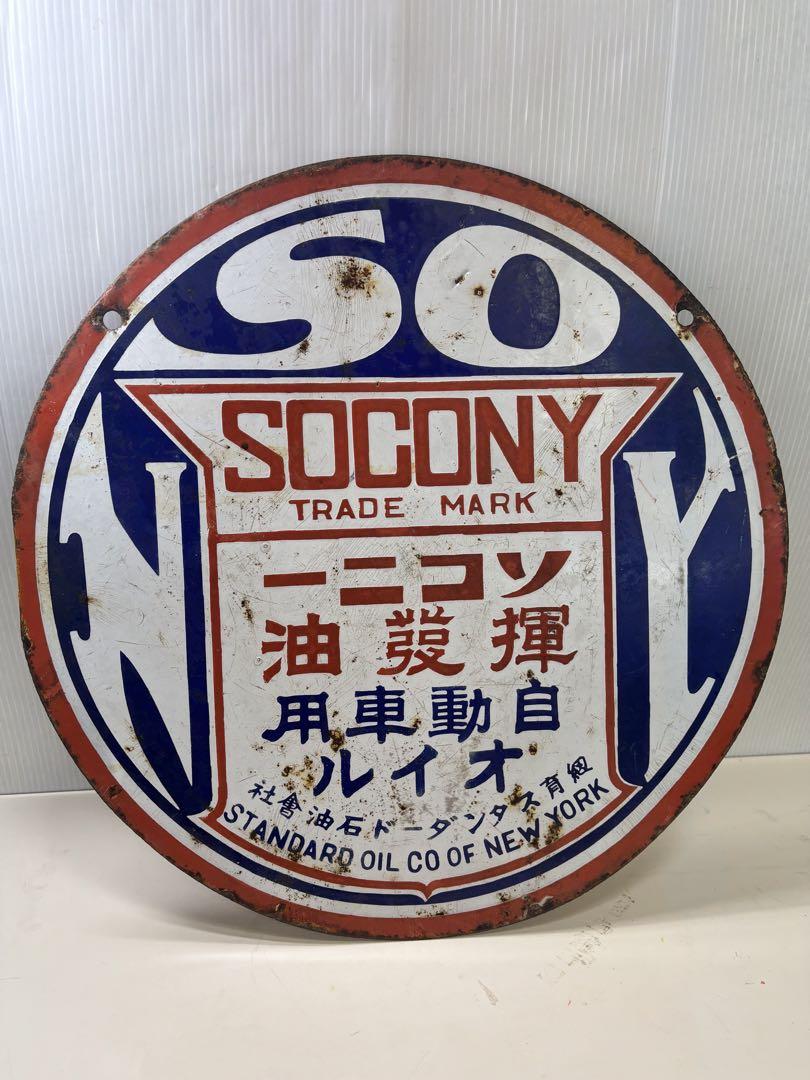 SO
N Y
SOCONY
TRADE MARK
ソコニー
揮發油
自動車用
オイル
紐育スタンダード石油會社
STANDARD OIL CO OF NEW YORK